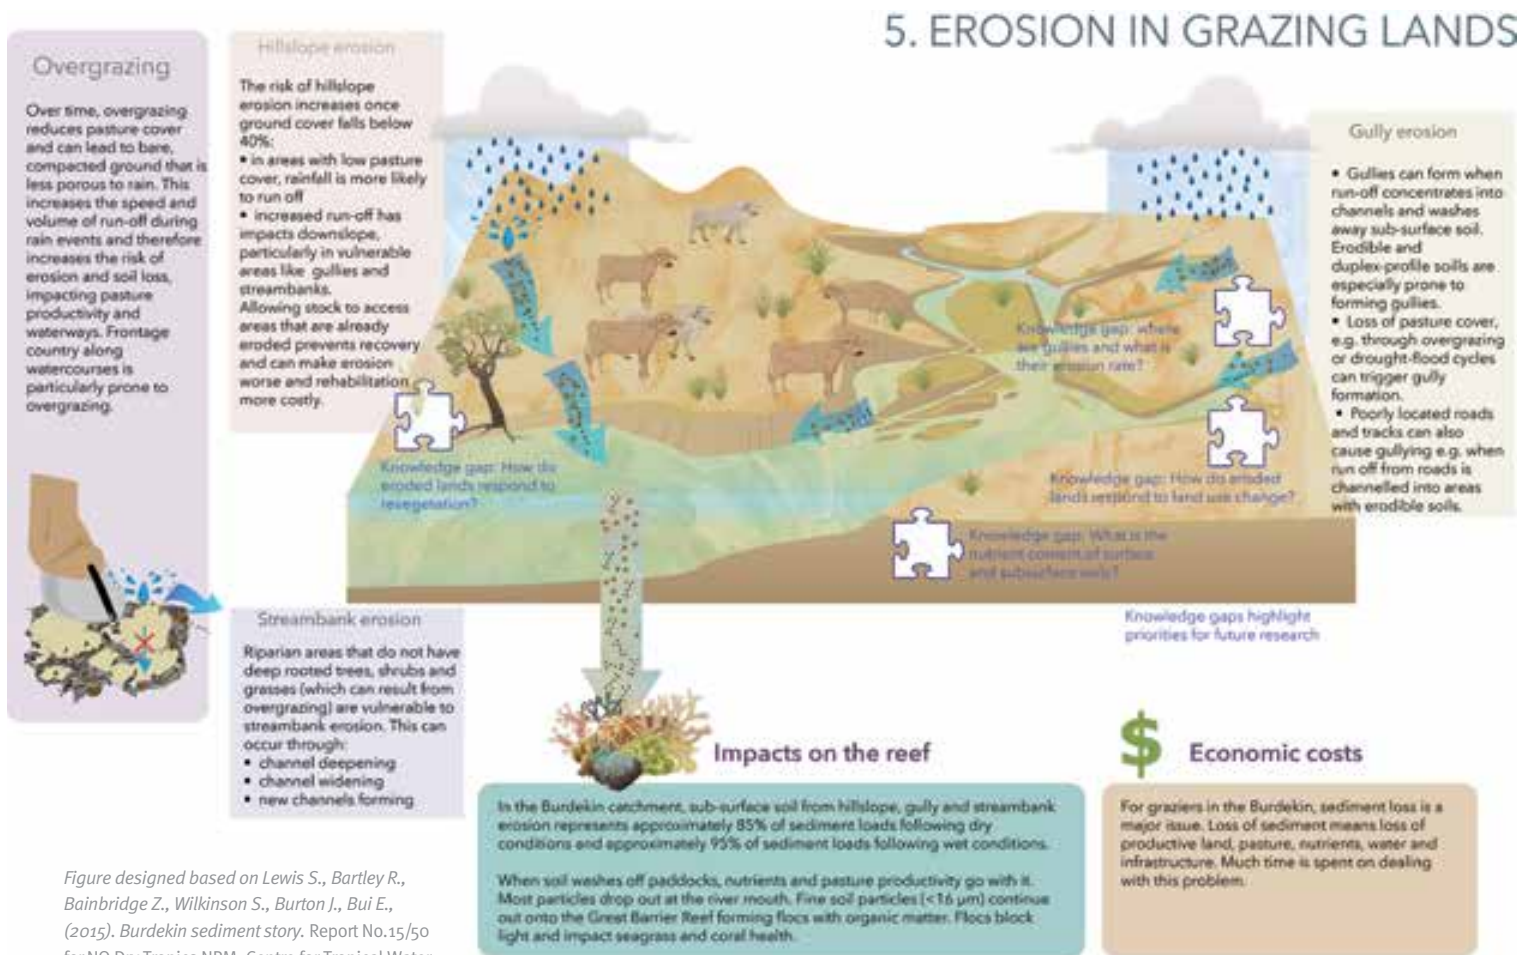 5. EROSION IN GRAZING LANDS
Overgrazing
Over time, overgrazing
reduces pasture cover
and can lead to bare,
compacted ground that is
less porous to rain. This
increases the speed and
volume of run-off during
rain events and therefore
increases the risk of
erosion and soil loss,
impacting pasture
productivity and
waterways. Frontage
country along
watercourses is
particularly prone to
overgrazing.
Hillslope erosion
The risk of hillslope
erosion increases once
ground cover falls below
40%:
• in areas with low pasture
cover, rainfall is more likely
to run off
• increased run-off has
impacts downslope,
particularly in vulnerable
areas like gullies and
streambanks.
Allowing stock to access
areas that are already
eroded prevents recovery
and can make erosion
worse and rehabilitation
more costly.
Gully erosion
• Gullies can form when
run-off concentrates into
channels and washes
away sub-surface soil.
Erodible and
duplex-profile soills are
especially prone to
forming gullies.
• Loss of pasture cover,
e.g. through overgrazing
or drought-flood cycles
can trigger gully
formation.
• Poorly located roads
and tracks can also
cause gullying e.g. when
run off from roads is
channelled into areas
with erodible soils.
Knowledge gap: where
are gullies and what is
their erosion rate?
Knowledge gap: How do
eroded lands respond to
revegetation?
Knowledge gap: How do eroded
lands respond to land use change?
Knowledge gap: What is the
nutrient content of surface
and subsurface soils?
Knowledge gaps highlight
priorities for future research
Streambank erosion
Riparian areas that do not have
deep rooted trees, shrubs and
grasses (which can result from
overgrazing) are vulnerable to
streambank erosion. This can
occur through:
• channel deepening
• channel widening
• new channels forming
Impacts on the reef
In the Burdekin catchment, sub-surface soil from hillslope, gully and streambank
erosion represents approximately 85% of sediment loads following dry
conditions and approximately 95% of sediment loads following wet conditions.
When soil washes off paddocks, nutrients and pasture productivity go with it.
Most particles drop out at the river mouth. Fine soil particles (<16 µm) continue
out onto the Great Barrier Reef forming flocs with organic matter. Flocs block
light and impact seagrass and coral health.
$ Economic costs
For graziers in the Burdekin, sediment loss is a
major issue. Loss of sediment means loss of
productive land, pasture, nutrients, water and
infrastructure. Much time is spent on dealing
with this problem.
Figure designed based on Lewis S., Bartley R.,
Bainbridge Z., Wilkinson S., Burton J., Bui E.,
(2015). Burdekin sediment story. Report No.15/50
for NQ Dry Tropics NRM, Centre for Tropical Water